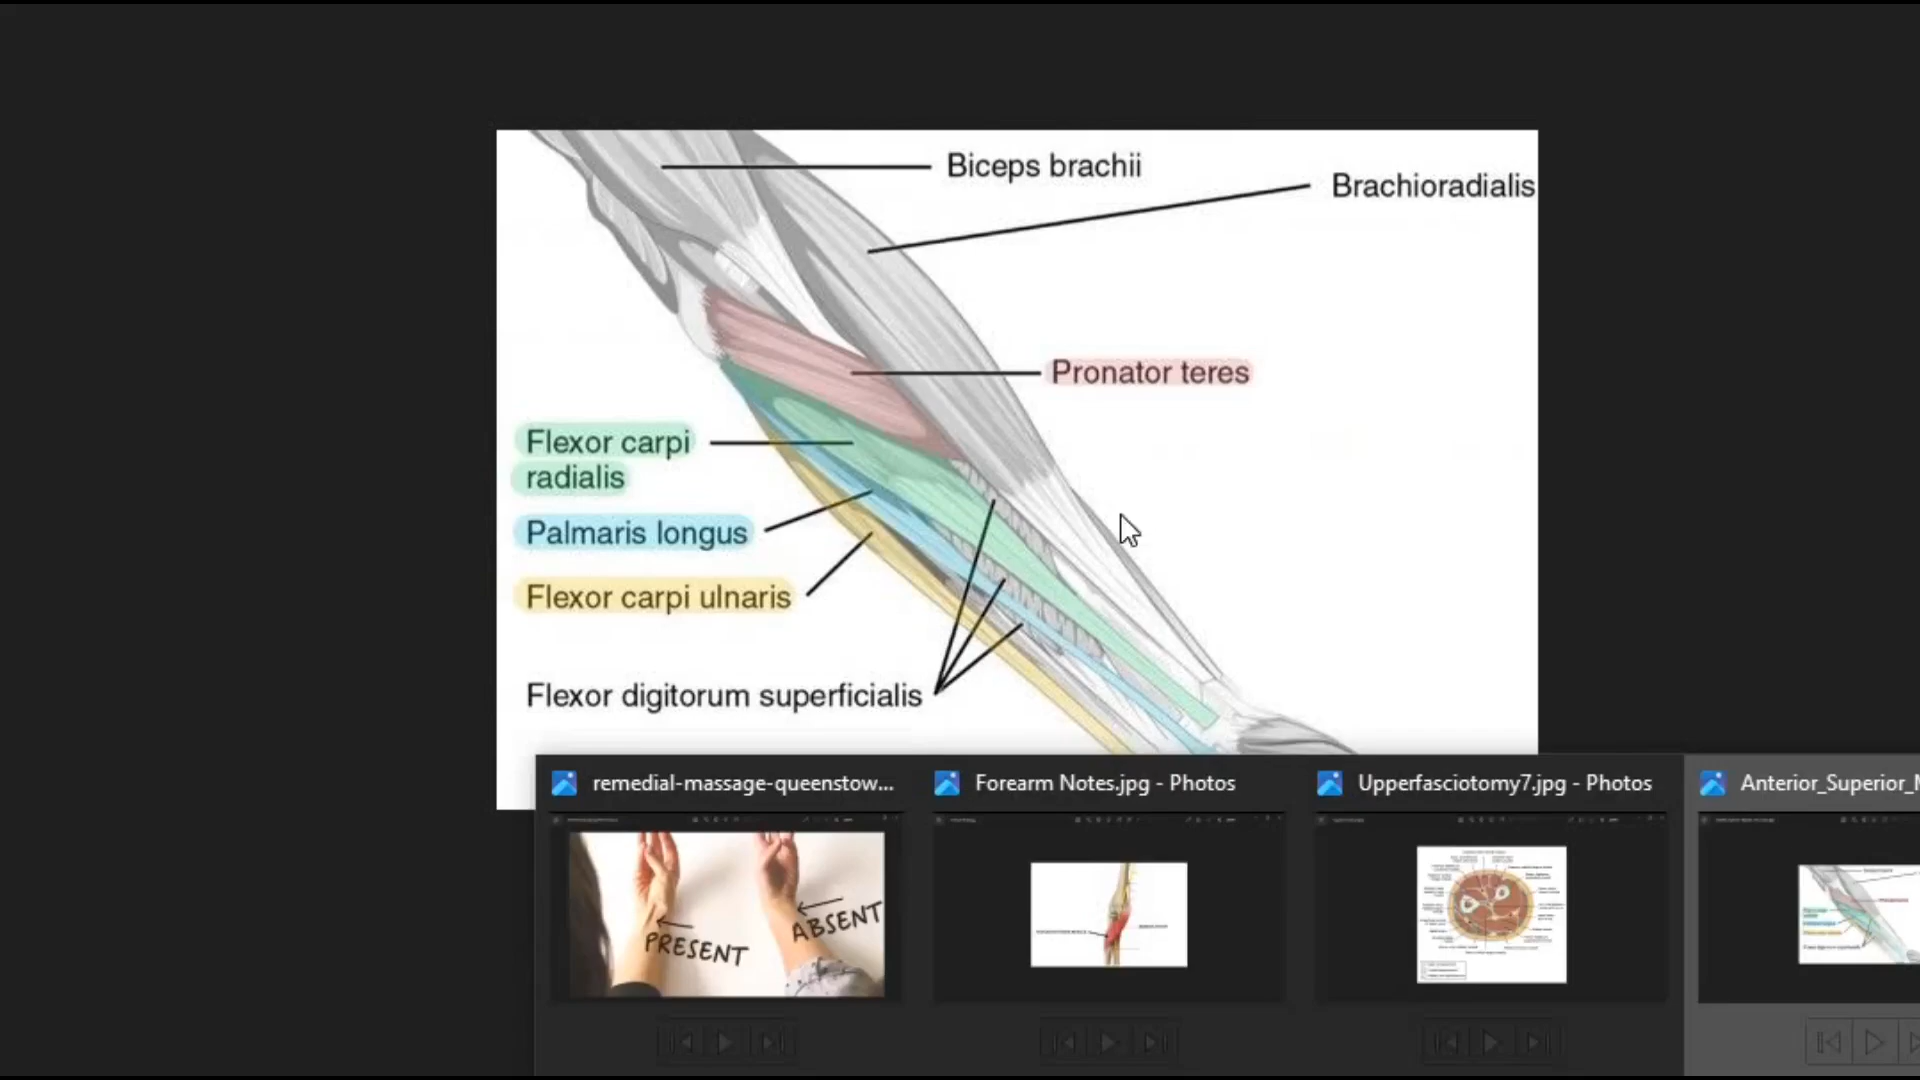 Biceps brachii
Brachioradialis
Pronator teres
Flexor carpi
radialis
Palmaris longus
Flexor carpi ulnaris
Flexor digitorum superficialis
remedial-massage-queenstow...
Forearm Notes.jpg - Photos
Upperfasciotomy7.jpg - Photos
Anterior_Superior_
PRESENT
ABSENT